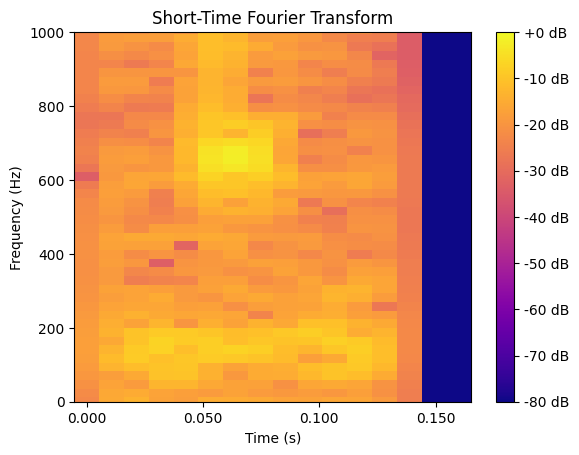 Short-Time Fourier Transform
Frequency (Hz)
1000
800
600
400
200
0
0.000
0.050
0.100
0.150
Time (s)
+0 dB
-10 dB
-20 dB
-30 dB
-40 dB
-50 dB
-60 dB
-70 dB
-80 dB